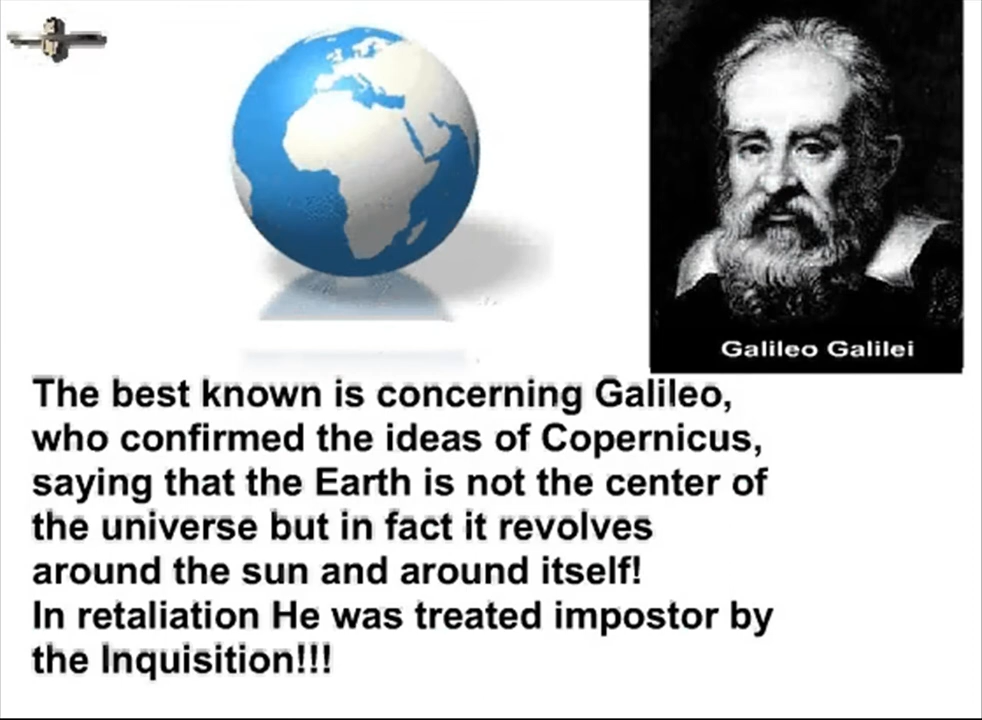 Galileo Galilei
The best known is concerning Galileo,
who confirmed the ideas of Copernicus,
saying that the Earth is not the center of
the universe but in fact it revolves
around the sun and around itself!
In retaliation He was treated impostor by
the Inquisition!!!